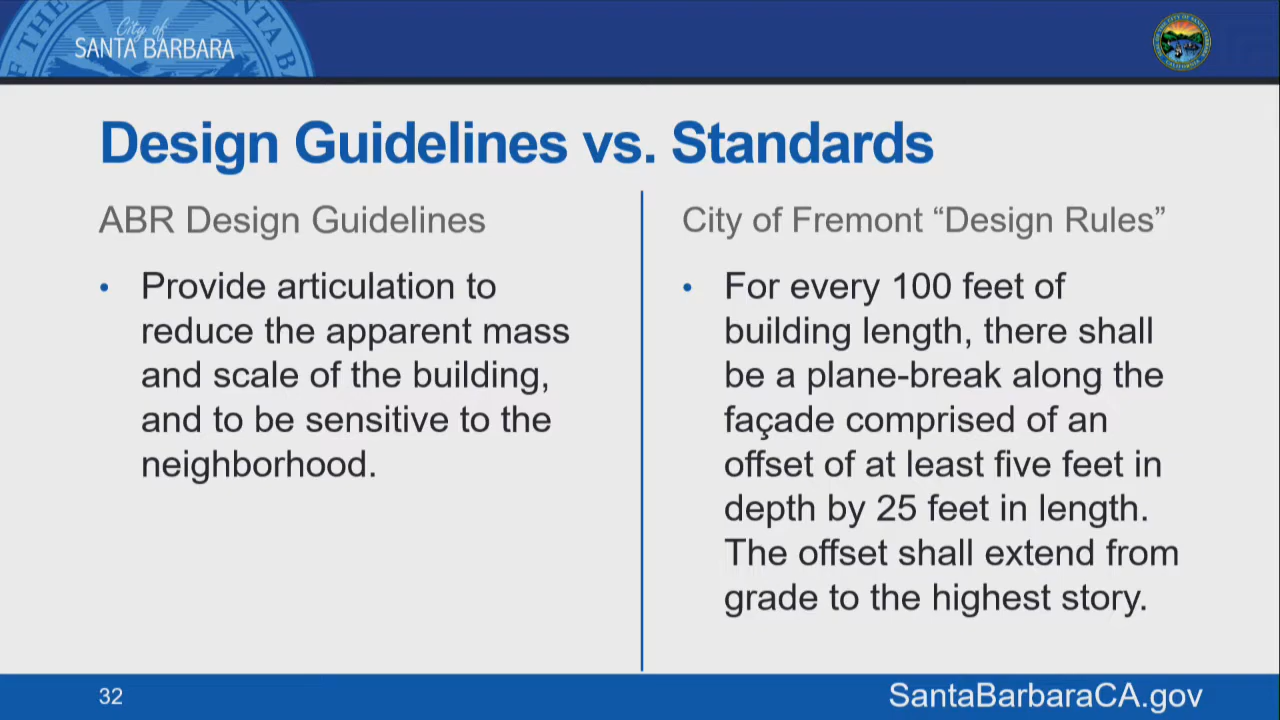 City of
SANTA BARBARA
Design Guidelines vs. Standards
ABR Design Guidelines
• Provide articulation to
reduce the apparent mass
and scale of the building,
and to be sensitive to the
neighborhood.
City of Fremont “Design Rules”
• For every 100 feet of
building length, there shall
be a plane-break along the
façade comprised of an
offset of at least five feet in
depth by 25 feet in length.
The offset shall extend from
grade to the highest story.
32
SantaBarbaraCA.gov